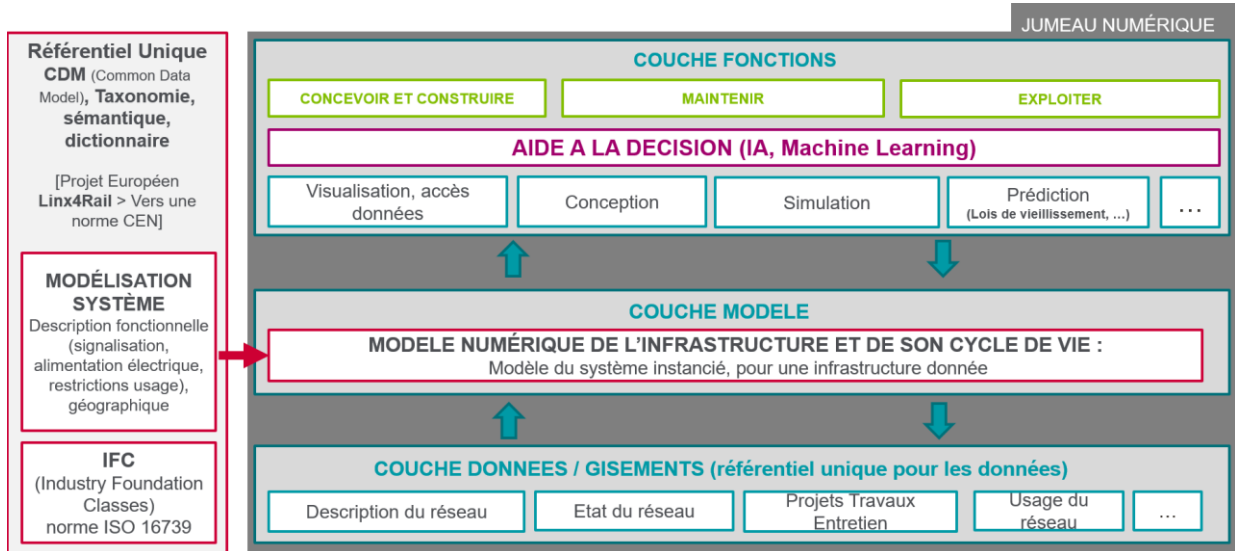 JUMEAU NUMÉRIQUE
Référentiel Unique
CDM (Common Data
Model), Taxonomie,
sémantique,
dictionnaire
[Projet Européen
Linx4Rail > Vers une
norme CEN]
MODÉLISATION
SYSTÈME
Description fonctionnelle
(signalisation,
alimentation électrique,
restrictions usage),
géographique
IFC
(Industry Foundation
Classes)
norme ISO 16739
COUCHE FONCTIONS
CONCEVOIR ET CONSTRUIRE
MAINTENIR
EXPLOITER
AIDE A LA DECISION (IA, Machine Learning)
Visualisation, accès
données
Conception
Simulation
Prédiction
(Lois de vieillissement, ...)
...
COUCHE MODELE
MODELE NUMÉRIQUE DE L'INFRASTRUCTURE ET DE SON CYCLE DE VIE :
Modèle du système instancié, pour une infrastructure donnée
COUCHE DONNEES / GISEMENTS (référentiel unique pour les données)
Description du réseau
Etat du réseau
Projets Travaux
Entretien
Usage du
réseau
...